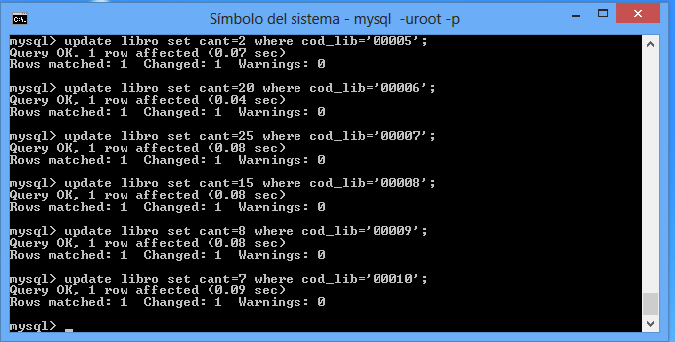 Símbolo del sistema - mysql -uroot -p
mysql> update libro set cant=2 where cod_lib='00005';
Query OK, 1 row affected (0.07 sec)
Rows matched: 1  Changed: 1  Warnings: 0
mysql> update libro set cant=20 where cod_lib='00006';
Query OK, 1 row affected (0.04 sec)
Rows matched: 1  Changed: 1  Warnings: 0
mysql> update libro set cant=25 where cod_lib='00007';
Query OK, 1 row affected (0.08 sec)
Rows matched: 1  Changed: 1  Warnings: 0
mysql> update libro set cant=15 where cod_lib='00008';
Query OK, 1 row affected (0.08 sec)
Rows matched: 1  Changed: 1  Warnings: 0
mysql> update libro set cant=8 where cod_lib='00009';
Query OK, 1 row affected (0.08 sec)
Rows matched: 1  Changed: 1  Warnings: 0
mysql> update libro set cant=7 where cod_lib='00010';
Query OK, 1 row affected (0.09 sec)
Rows matched: 1  Changed: 1  Warnings: 0
mysql> _